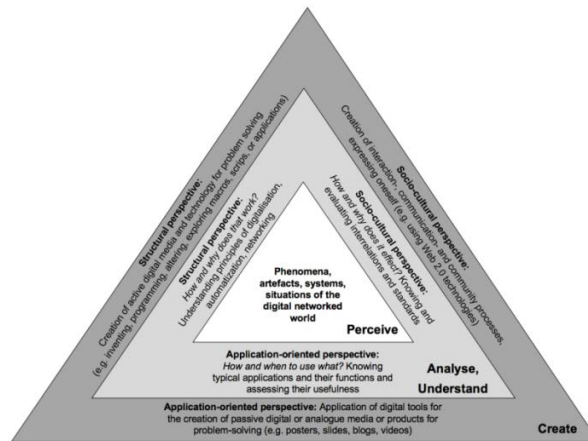 Structural perspective:
Creation of active digital media and technology for problem solving
(e.g. inventing, programming, altering, exploring macros, scrips, or applications)
Socio-cultural perspective:
Creation of interaction-, communication- and community processes,
expressing oneself (e.g. using Web 2.0 technologies)
Structural perspective:
How and why does that work?
Understanding principles of digitalisation,
automatization, networking
Socio-cultural perspective:
How and why does it effect? Knowing and
evaluating interrelations and standards
Phenomena,
artefacts, systems,
situations of the
digital networked
world
Perceive
Application-oriented perspective:
How and when to use what? Knowing
typical applications and their functions and
assessing their usefulness
Analyse,
Understand
Application-oriented perspective: Application of digital tools for
the creation of passive digital or analogue media or products for
problem-solving (e.g. posters, slides, blogs, videos)
Create